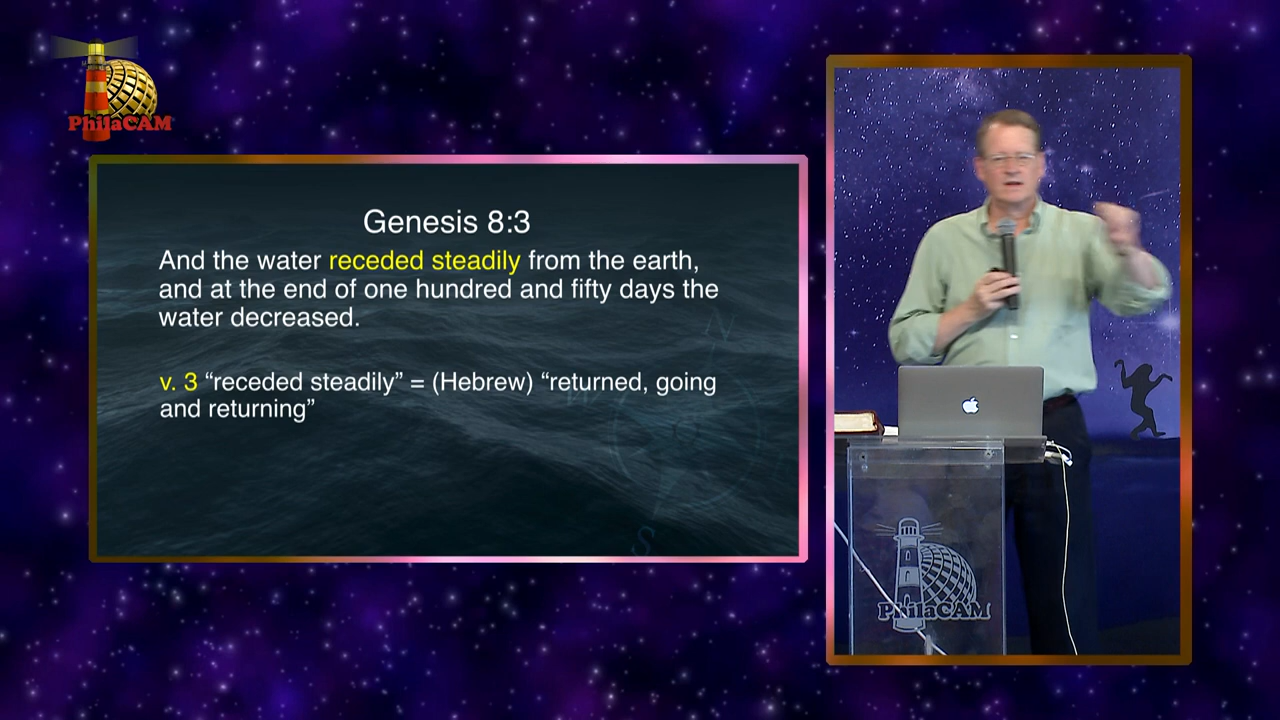 PhilaCAM
Genesis 8:3
And the water receded steadily from the earth,
and at the end of one hundred and fifty days the
water decreased.
v. 3 “receded steadily” = (Hebrew) “returned, going
and returning”
N
W
S
PhilaCAM